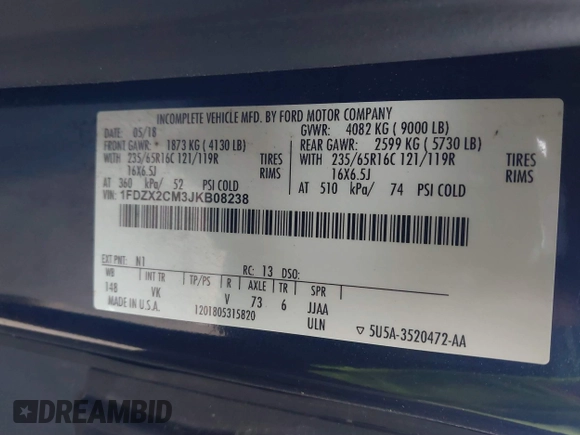 INCOMPLETE VEHICLE MFD. BY FORD MOTOR COMPANY
DATE: 05/18 GVWR: 4082 KG ( 9000 LB)
FRONT GAWR: * 1873 KG ( 4130 LB) REAR GAWR: 2599 KG ( 5730 LB)
WITH 235/65R16C 121/119R TIRES WITH 235/65R16C 121/119R TIRES
16X6.5J RIMS 16X6.5J RIMS
AT 360 kPa/ 52 PSI COLD AT 510 kPa/ 74 PSI COLD
VIN: 1FDZX2CM3JKB08238
EXT PNT: N1 RC: 13 DSO:
WB INT TR TP/PS R AXLE TR SPR
148 VK V 73 6 JJAA
MADE IN U.S.A. 1201805315820 ULN ▽ 5U5A-3520472-AA
DREAMBID